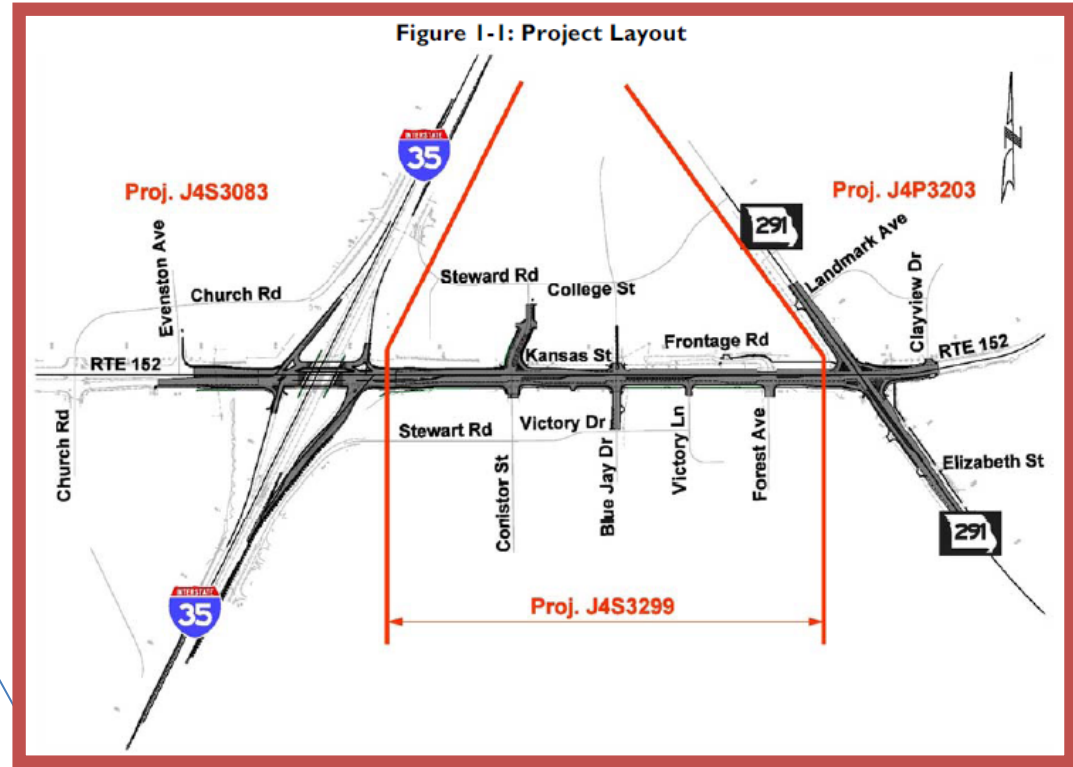 Figure 1-1: Project Layout
INTERSTATE
35
Proj. J4S3083
Proj. J4P3203
N
291
Landmark Ave
Evenston Ave
Church Rd
Steward Rd
College St
Clayview Dr
Frontage Rd
Kansas St
RTE 152
RTE 152
Church Rd
Stewart Rd
Victory Dr
Conistor St
Blue Jay Dr
Victory Ln
Forest Ave
Elizabeth St
291
INTERSTATE
35
Proj. J4S3299